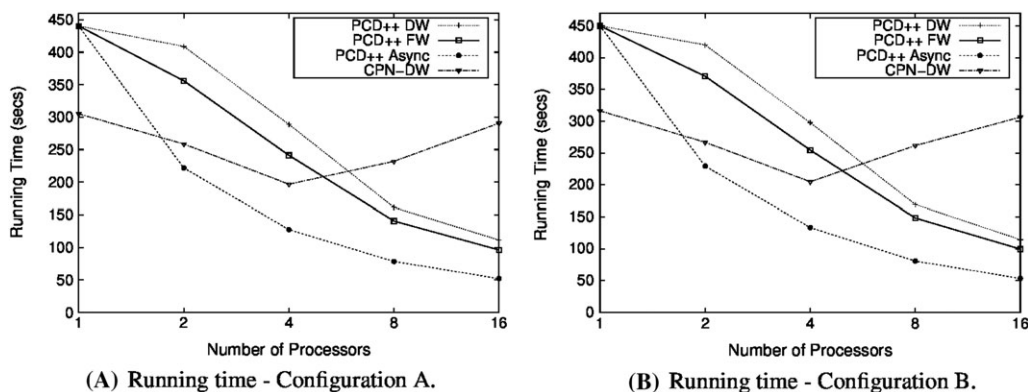 450
400
350
300
250
200
150
100
50
0
Running Time (secs)
PCD++ DW
PCD++ FW
PCD++ Async
CPN-DW
1 2 4 8 16
Number of Processors
(A) Running time - Configuration A.
450
400
350
300
250
200
150
100
50
0
Running Time (secs)
PCD++ DW
PCD++ FW
PCD++ Async
CPN-DW
1 2 4 8 16
Number of Processors
(B) Running time - Configuration B.